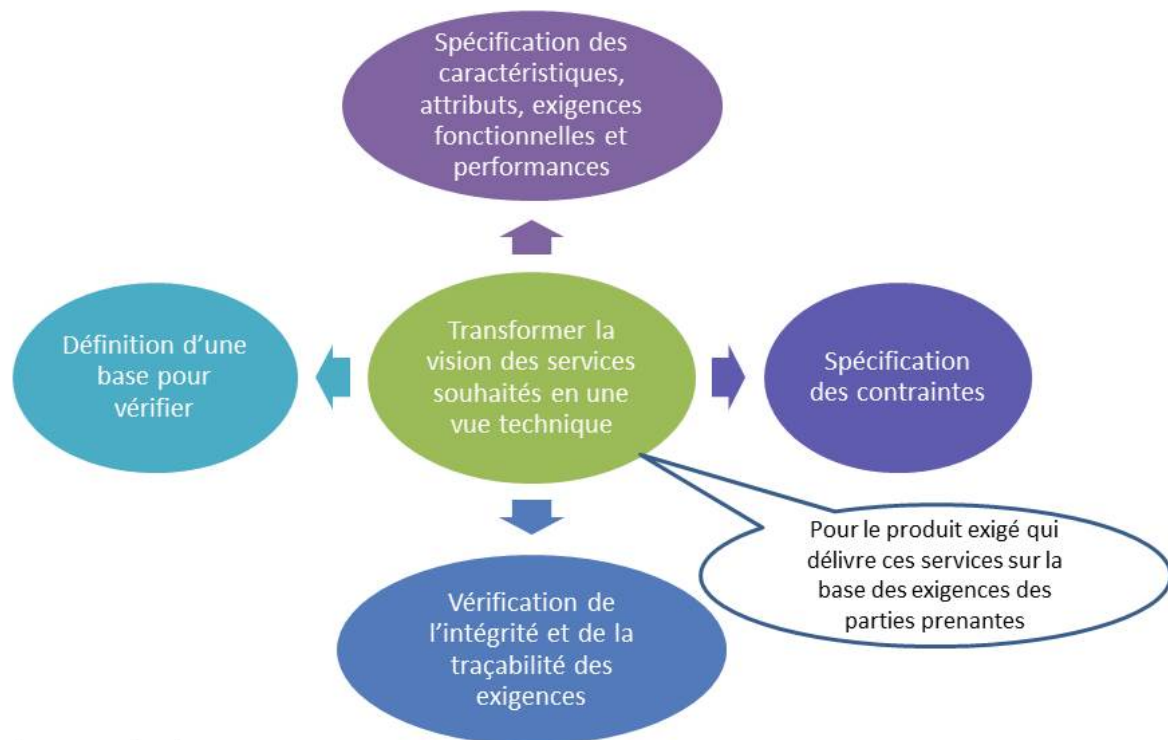 Spécification des
caractéristiques,
attributs, exigences
fonctionnelles et
performances
Définition d’une
base pour
vérifier
Transformer la
vision des services
souhaités en une
vue technique
Spécification
des contraintes
Pour le produit exigé qui
délivre ces services sur la
base des exigences des
parties prenantes
Vérification de
l’intégrité et de la
traçabilité des
exigences